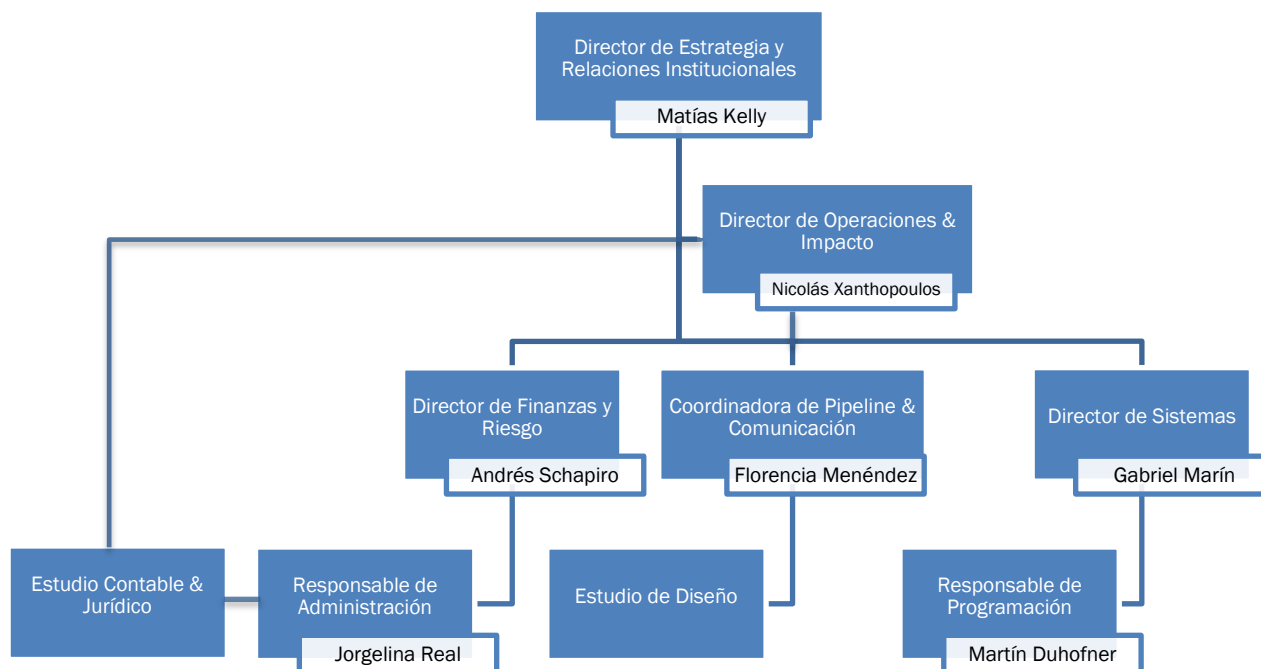 Director de Estrategia y
Relaciones Institucionales
Matías Kelly
Director de Operaciones &
Impacto
Nicolás Xanthopoulos
Director de Finanzas y
Riesgo
Andrés Schapiro
Coordinadora de Pipeline &
Comunicación
Florencia Menéndez
Director de Sistemas
Gabriel Marín
Estudio Contable &
Jurídico
Responsable de
Administración
Jorgelina Real
Estudio de Diseño
Responsable de
Programación
Martín Duhofner